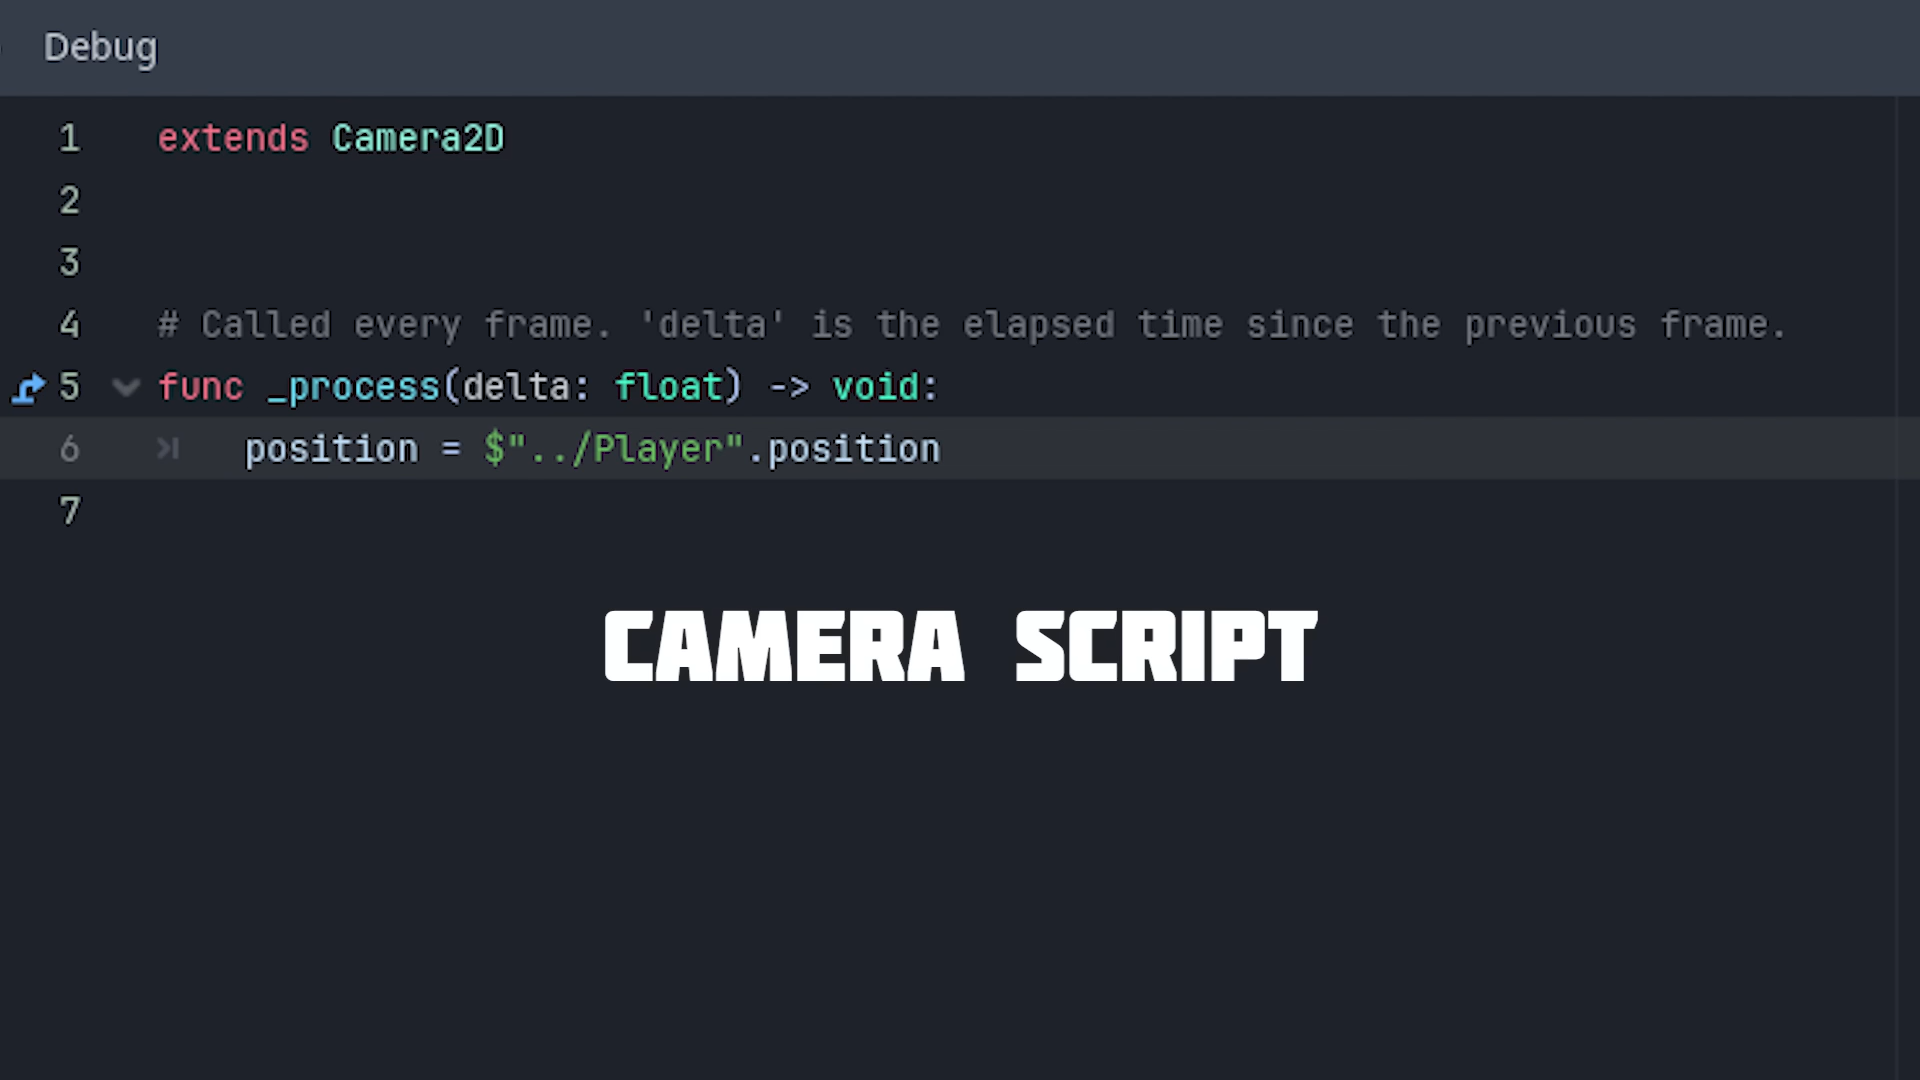 Debug
1 extends Camera2D
2
3
4 # Called every frame. 'delta' is the elapsed time since the previous frame.
5 func _process(delta: float) -> void:
6 position = $"../Player".position
7
CAMERA SCRIPT